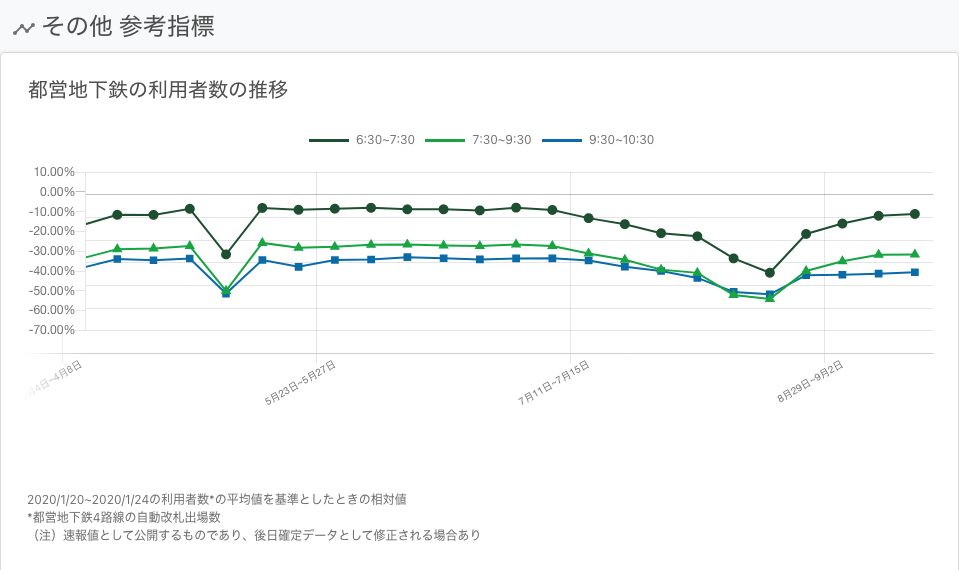 その他 参考指標
都営地下鉄の利用者数の推移
6:30~7:30 7:30~9:30 9:30~10:30
10.00%
0.00%
-10.00%
-20.00%
-30.00%
-40.00%
-50.00%
-60.00%
-70.00%
月4日~4月8日
5月23日~5月27日
7月11日~7月15日
8月29日~9月2日
2020/1/20~2020/1/24の利用者数*の平均値を基準としたときの相対値
*都営地下鉄4路線の自動改札出場数
（注）速報値として公開するものであり、後日確定データとして修正される場合あり